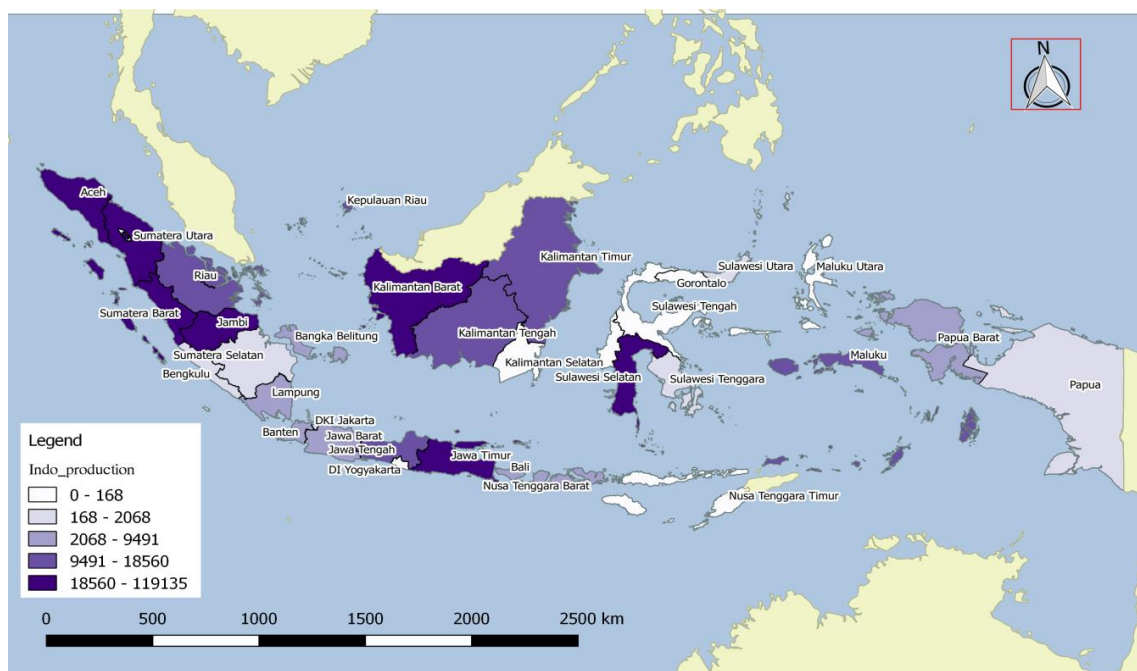 N
Aceh
Kepulauan Riau
Sumatera Utara
Sulawesi Utara
Maluku Utara
Kalimantan Timur
Riau
Gorontalo
Kalimantan Barat
Sulawesi Tengah
Sumatera Barat
Jambi
Kalimantan Tengah
Bangka Belitung
Papua Barat
Sumatera Selatan
Maluku
Kalimantan Selatan
Bengkulu
Sulawesi Selatan
Sulawesi Tenggara
Papua
Lampung
DKI Jakarta
Banten
Jawa Barat
Jawa Tengah
Jawa Timur
DI Yogyakarta
Bali
Nusa Tenggara Barat
Nusa Tenggara Timur
Legend
Indo_production
0 - 168
168 - 2068
2068 - 9491
9491 - 18560
18560 - 119135
0 500 1000 1500 2000 2500 km